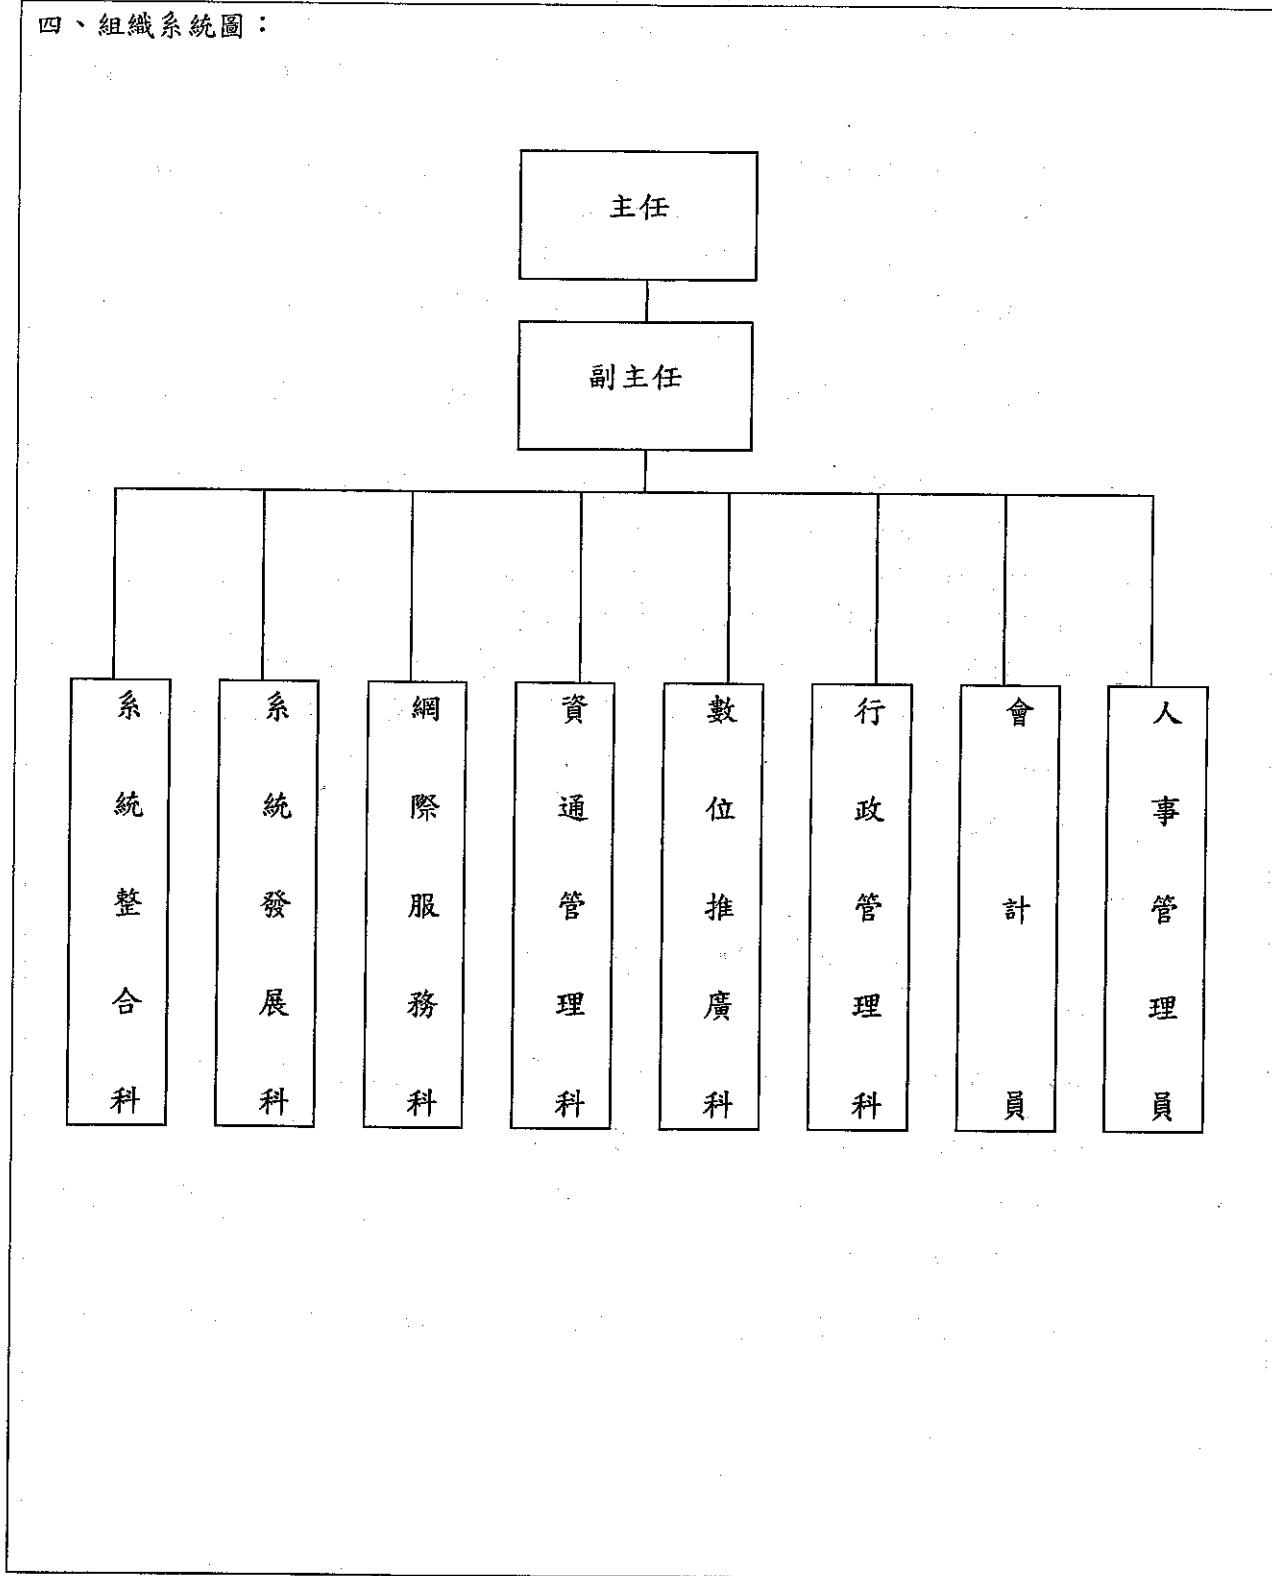 四、組織系統圖：
主任
副主任
系統整合科
系統發展科
網際服務科
資通管理科
數位推廣科
行政管理科
會計員
人事管理員